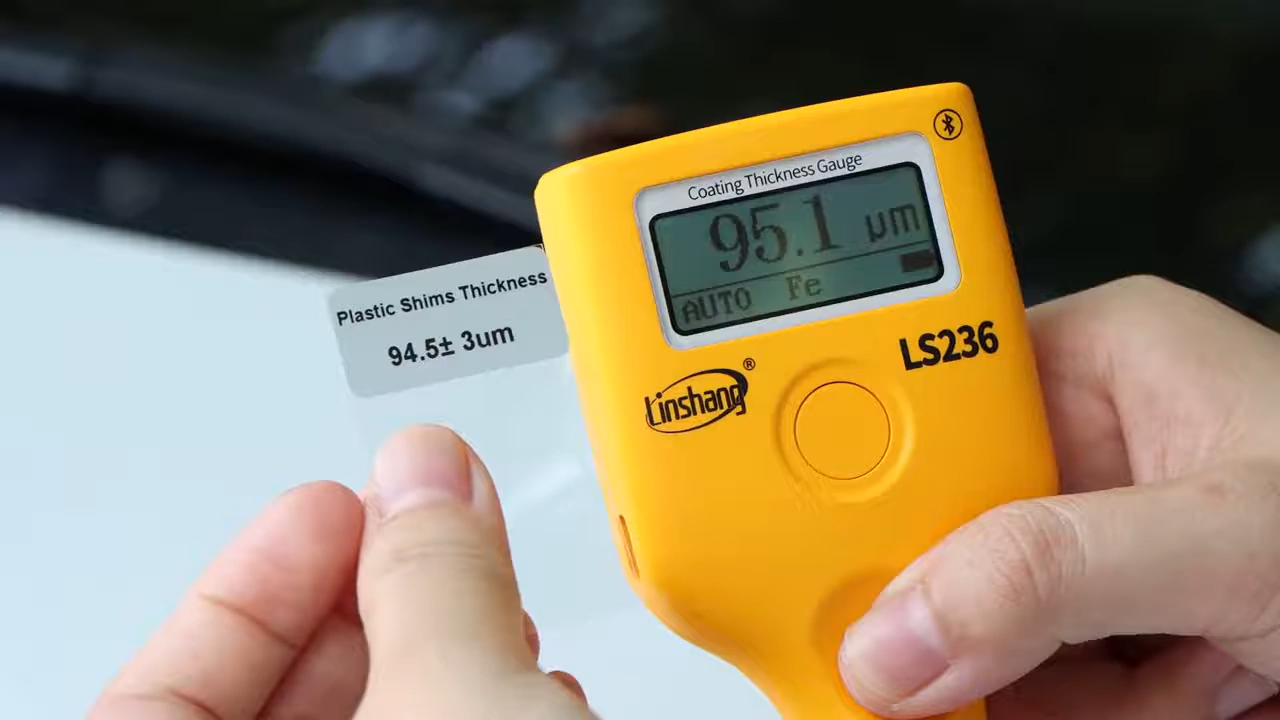 Coating Thickness Gauge
95.1 µm
AUTO Fe
LS236
Linshang®
Plastic Shims Thickness
94.5± 3um